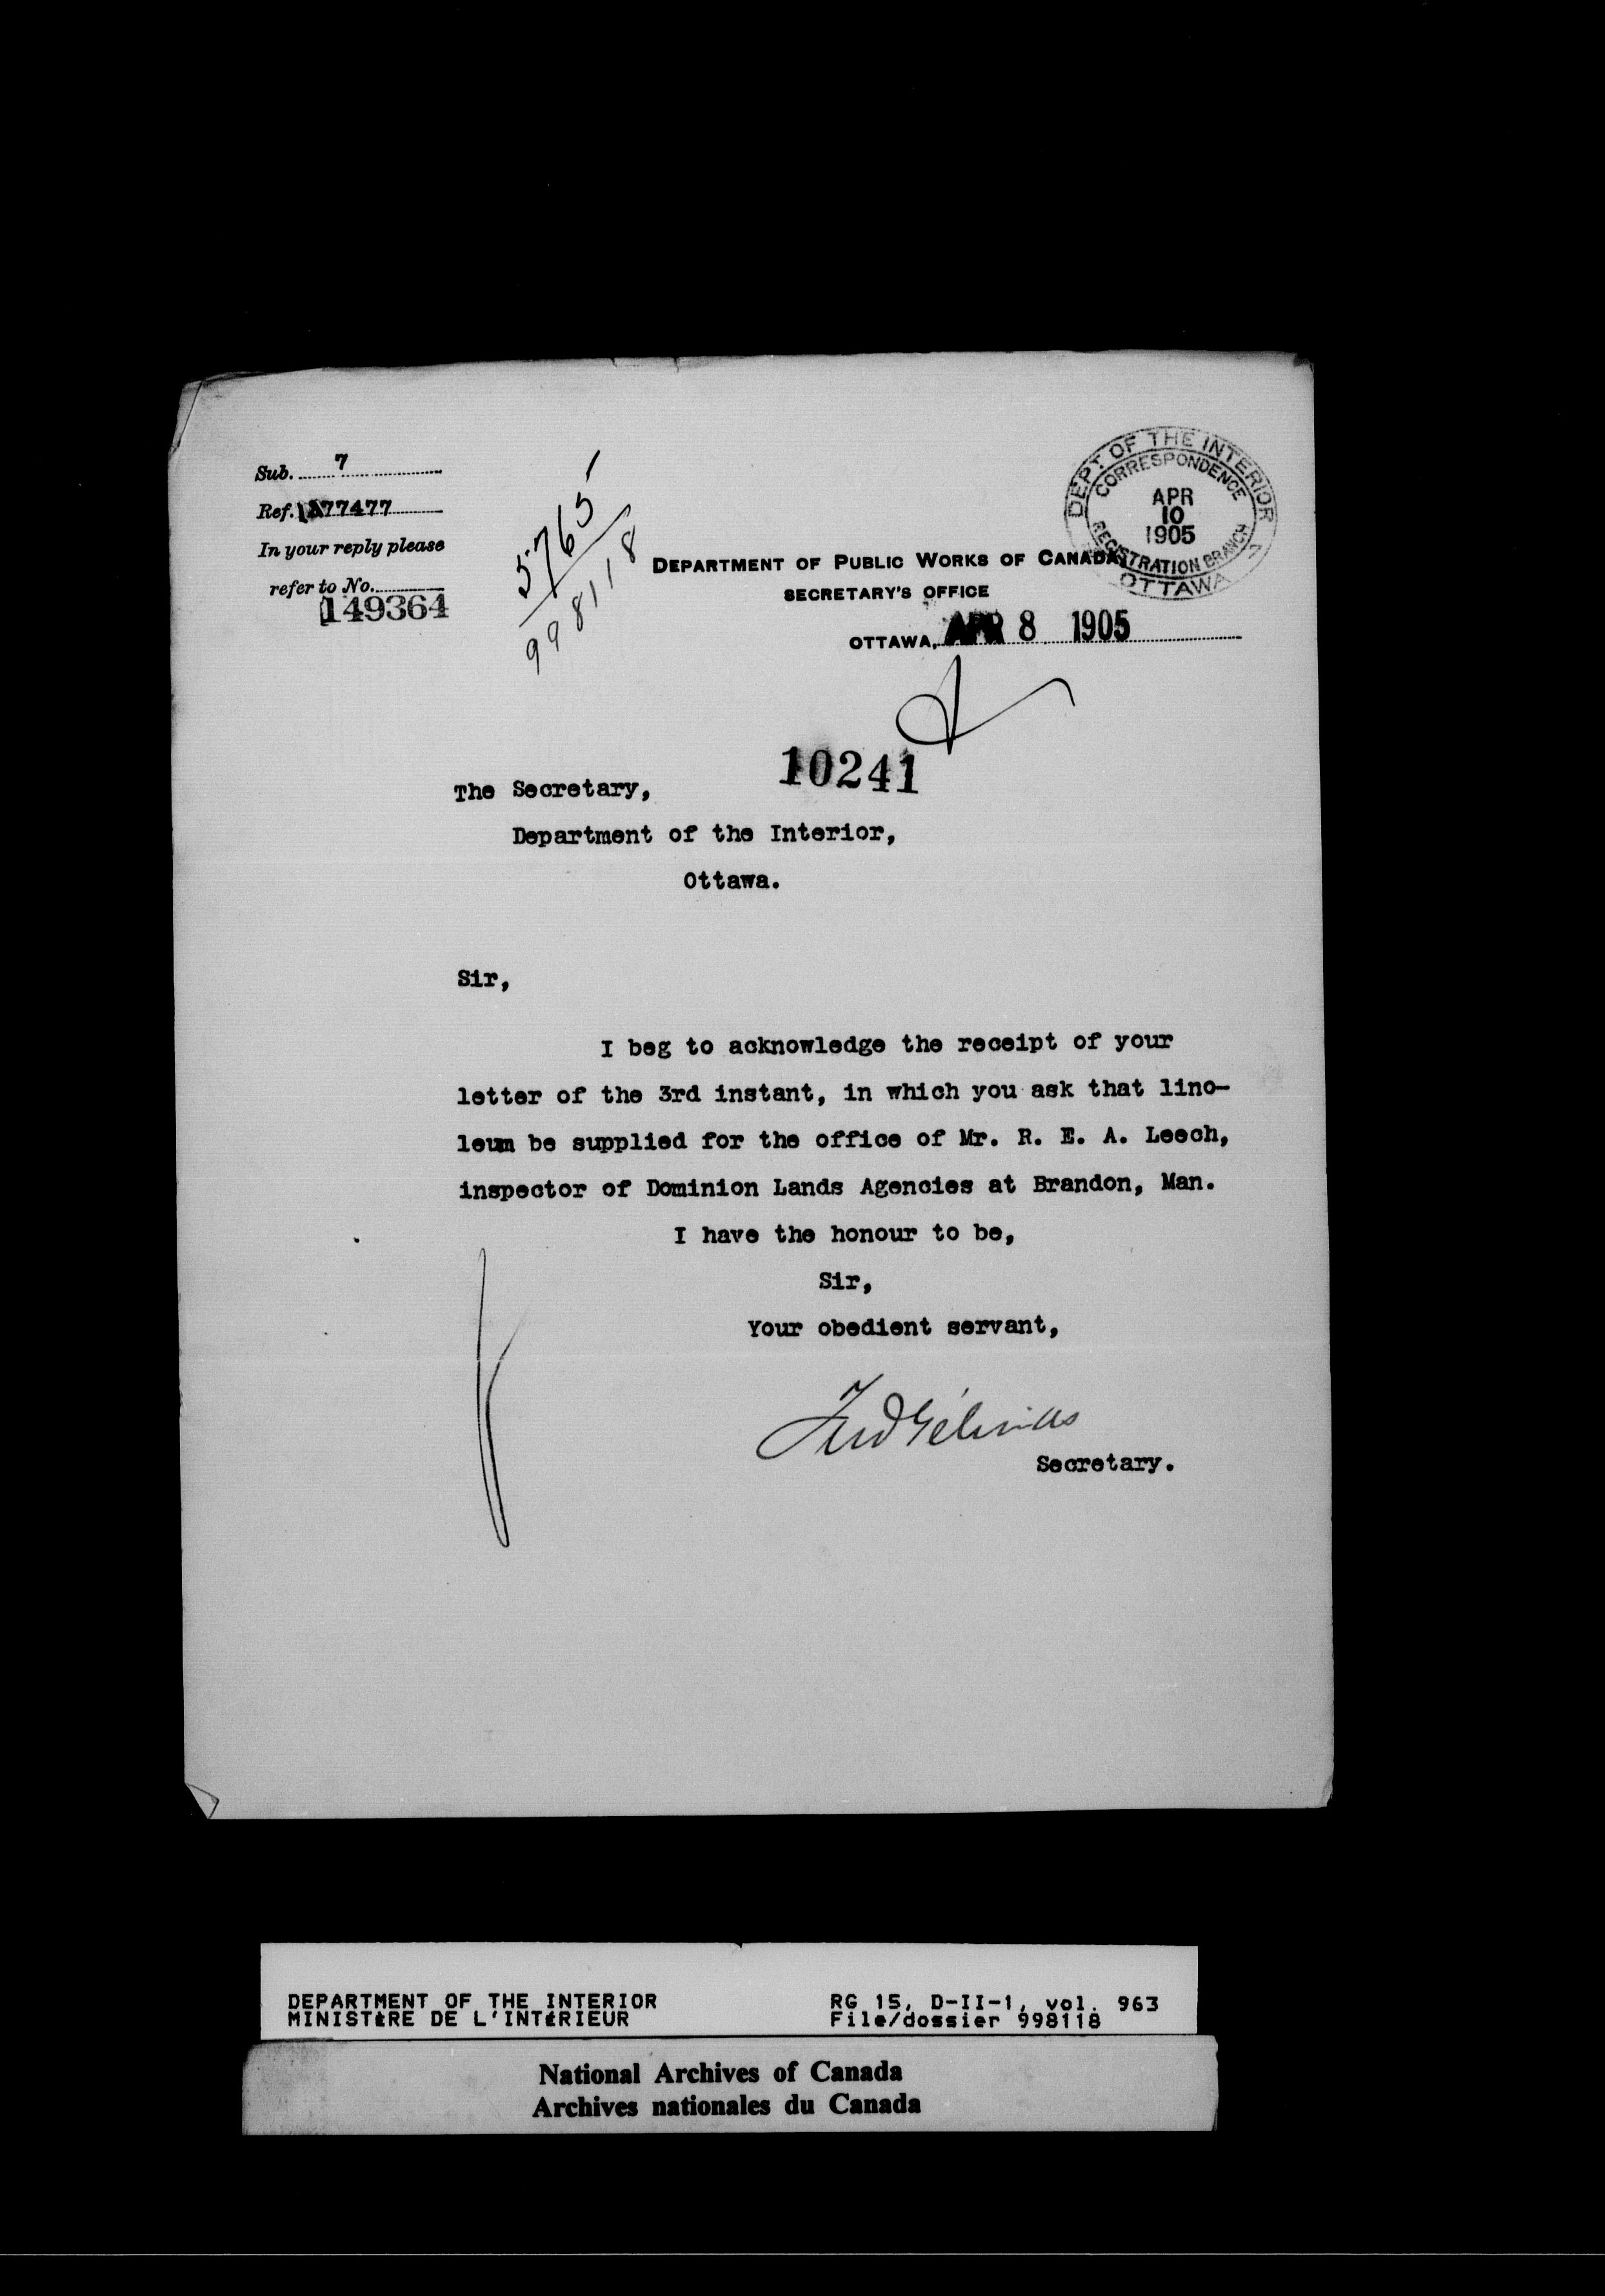 Sub. 7
Ref. 177477
In your reply please
refer to No.
149364
5765
998118
DEPT OF THE INTERIOR
CORRESPONDENCE
APR
10
1905
REGISTRATION BRANCH
OTTAWA
DEPARTMENT OF PUBLIC WORKS OF CANADA
SECRETARY'S OFFICE
OTTAWA, APR 8 1905
10241
The Secretary,
Department of the Interior,
Ottawa.
Sir,
I beg to acknowledge the receipt of your
letter of the 3rd instant, in which you ask that lino-
leum be supplied for the office of Mr. R. E. A. Leech,
inspector of Dominion Lands Agencies at Brandon, Man.
I have the honour to be,
Sir,
Your obedient servant,
Fred Gélinas
Secretary.
DEPARTMENT OF THE INTERIOR RG 15, D-II-1, vol. 963
MINISTÈRE DE L'INTÉRIEUR File/dossier 998118
National Archives of Canada
Archives nationales du Canada